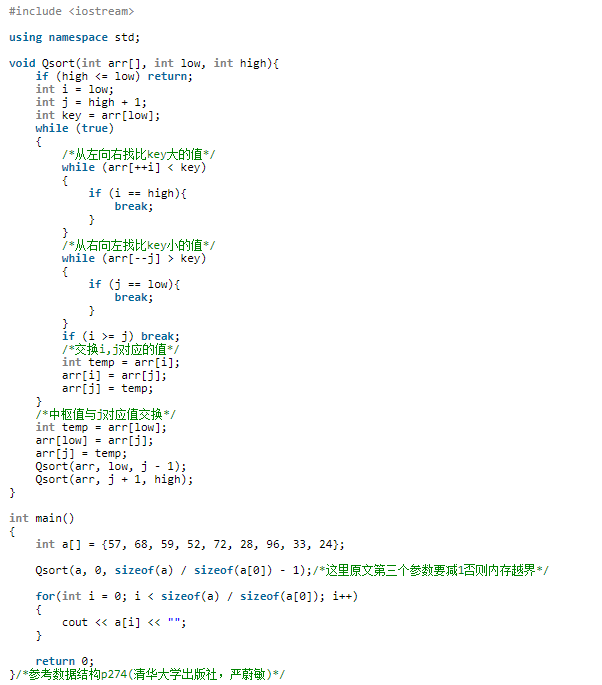 #include <iostream>
using namespace std;
void Qsort(int arr[], int low, int high){
    if (high <= low) return;
    int i = low;
    int j = high + 1;
    int key = arr[low];
    while (true)
    {
        /*从左向右找比key大的值*/
        while (arr[++i] < key)
        {
            if (i == high){
                break;
            }
        }
        /*从右向左找比key小的值*/
        while (arr[--j] > key)
        {
            if (j == low){
                break;
            }
        }
        if (i >= j) break;
        /*交换i,j对应的值*/
        int temp = arr[i];
        arr[i] = arr[j];
        arr[j] = temp;
    }
    /*中枢值与j对应值交换*/
    int temp = arr[low];
    arr[low] = arr[j];
    arr[j] = temp;
    Qsort(arr, low, j - 1);
    Qsort(arr, j + 1, high);
}
int main()
{
    int a[] = {57, 68, 59, 52, 72, 28, 96, 33, 24};
    Qsort(a, 0, sizeof(a) / sizeof(a[0]) - 1);/*这里原文第三个参数要减1否则内存越界*/
    for(int i = 0; i < sizeof(a) / sizeof(a[0]); i++)
    {
        cout << a[i] << "";
    }
    return 0;
}/*参考数据结构p274(清华大学出版社，严蔚敏)*/